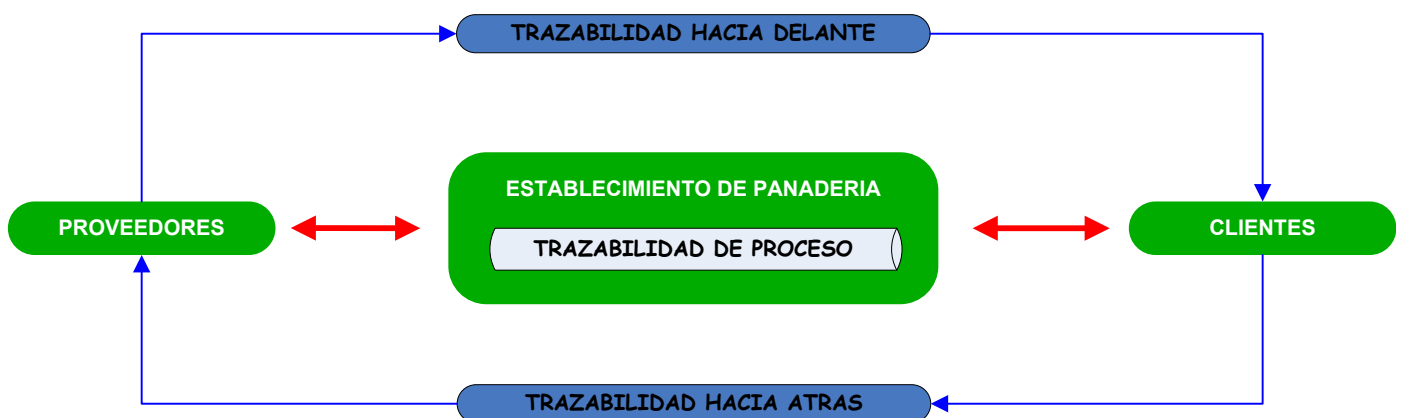 TRAZABILIDAD HACIA DELANTE
ESTABLECIMIENTO DE PANADERIA
PROVEEDORES
CLIENTES
TRAZABILIDAD DE PROCESO
TRAZABILIDAD HACIA ATRAS